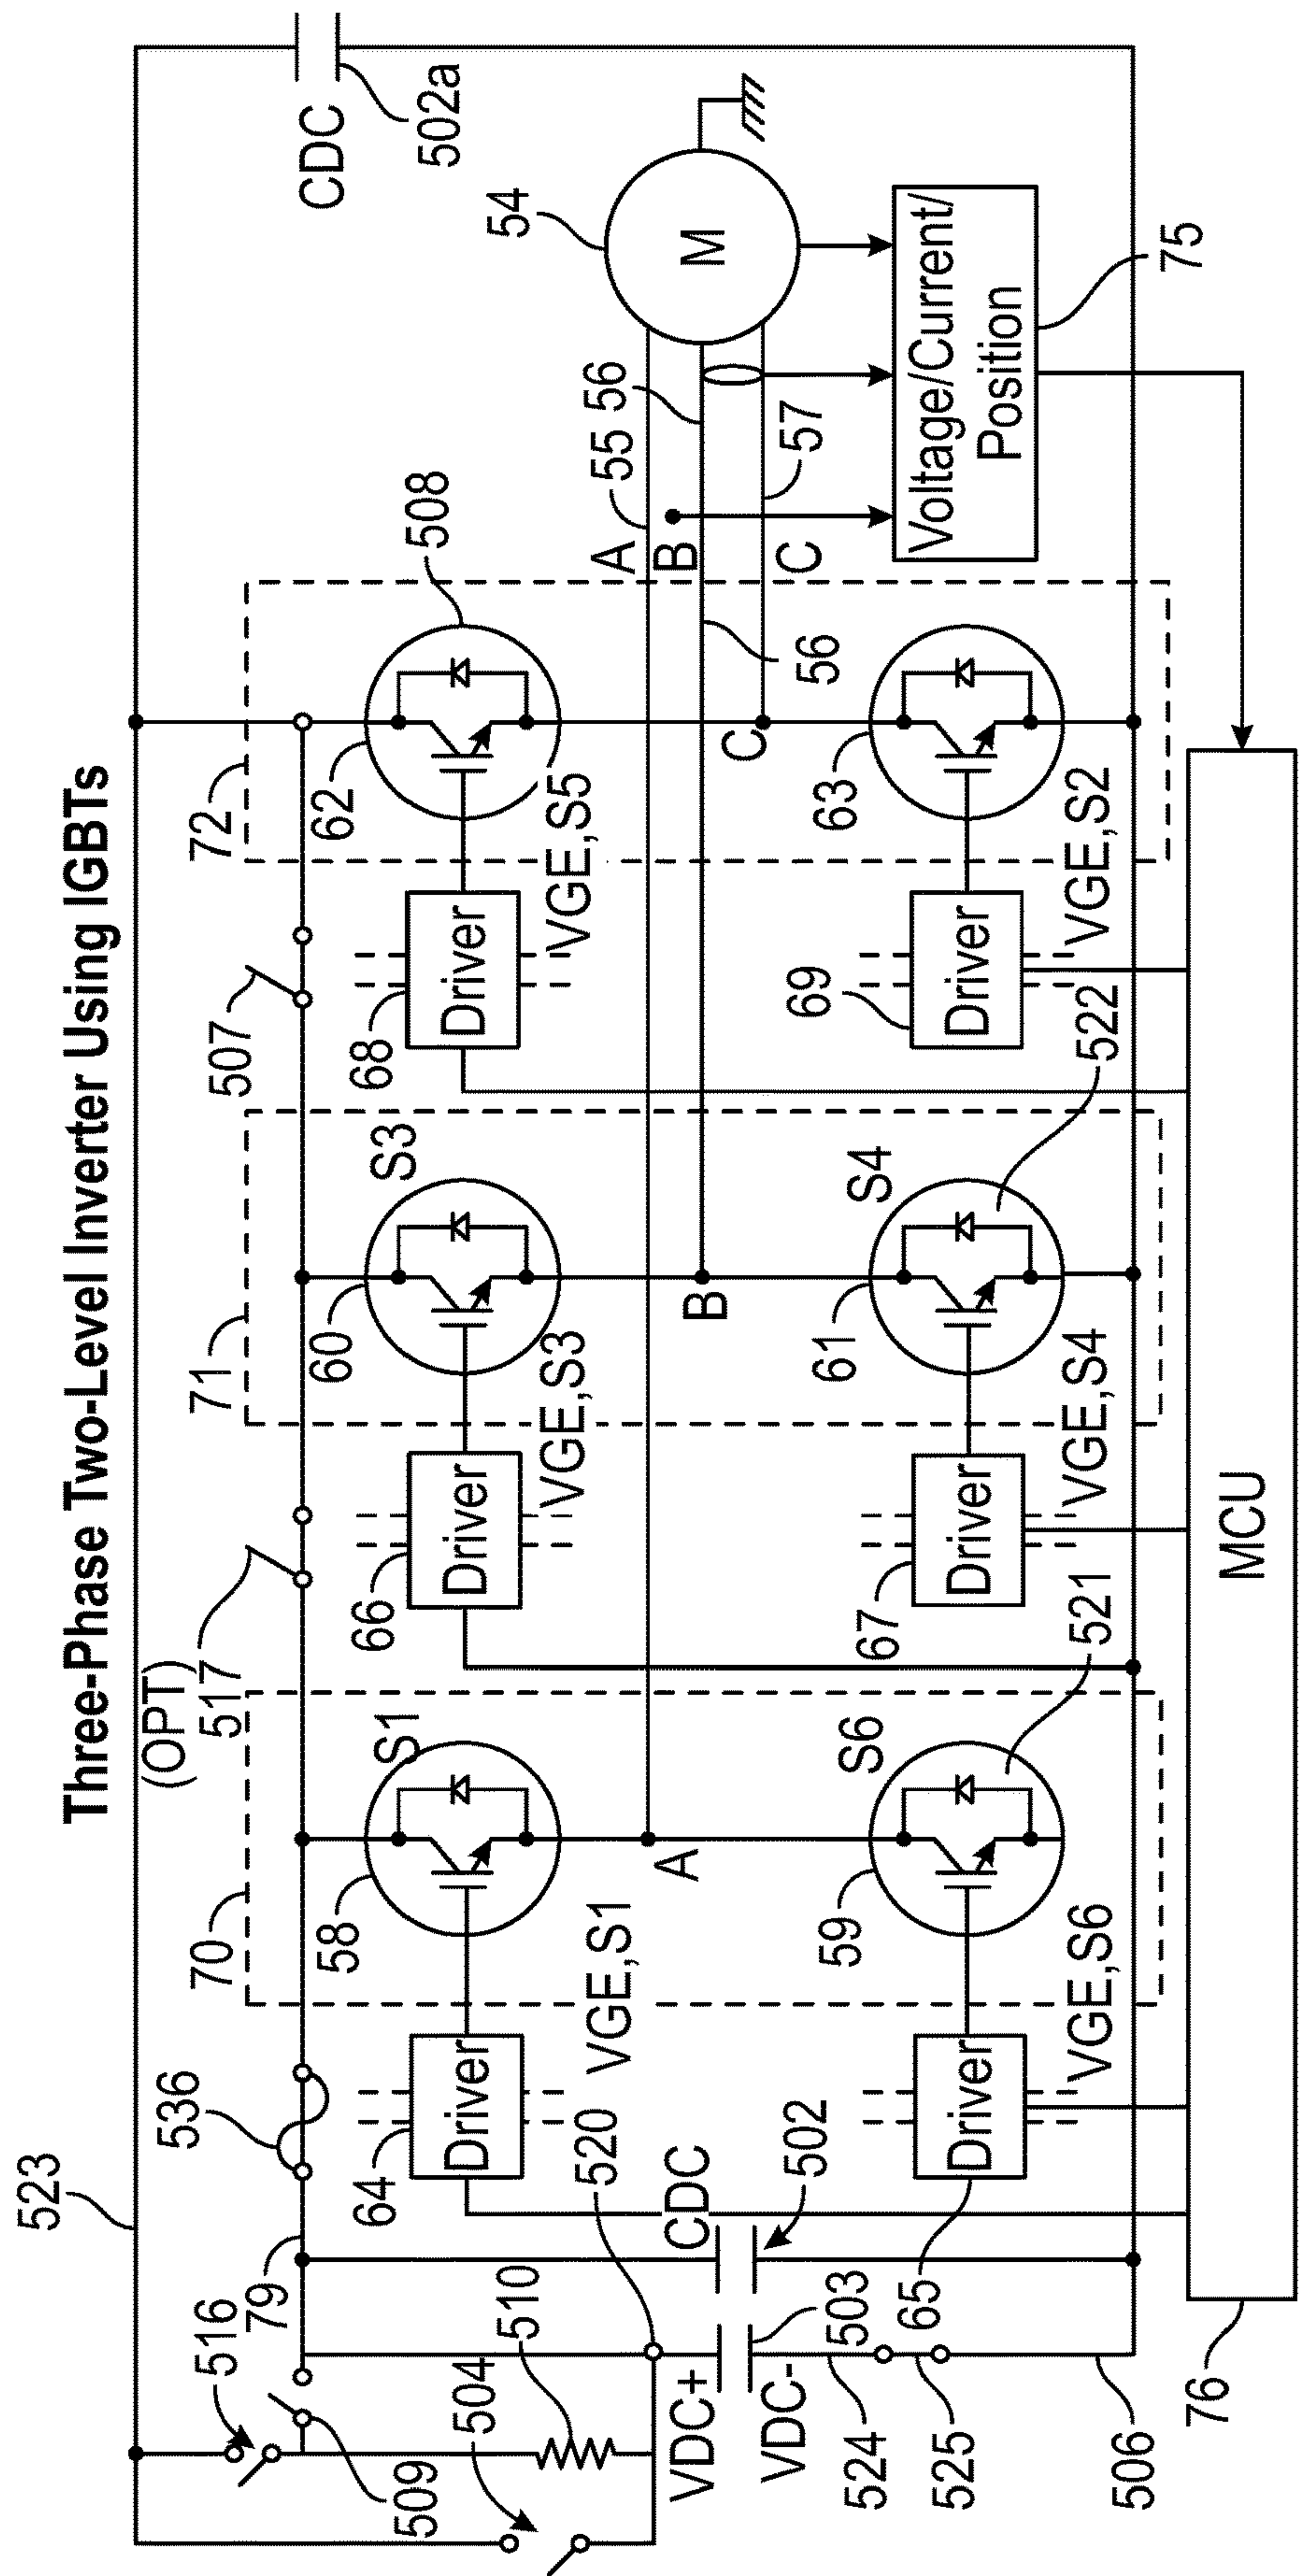 Three-Phase Two-Level Inverter Using IGBTs
523
(OPT)
517
507
536
70
71
72
516
79
CDC
502a
509
504
510
64
Driver
58
S1
66
Driver
60
S3
68
Driver
62
508
VGE,S1
VGE,S3
VGE,S5
520
A
B
C
A
B
C
55
56
56
57
54
M
VDC+
VDC-
503
CDC
502
524
525
506
65
Driver
59
S6
521
67
Driver
61
S4
522
69
Driver
63
VGE,S6
VGE,S4
VGE,S2
Voltage/Current/
Position
75
76
MCU